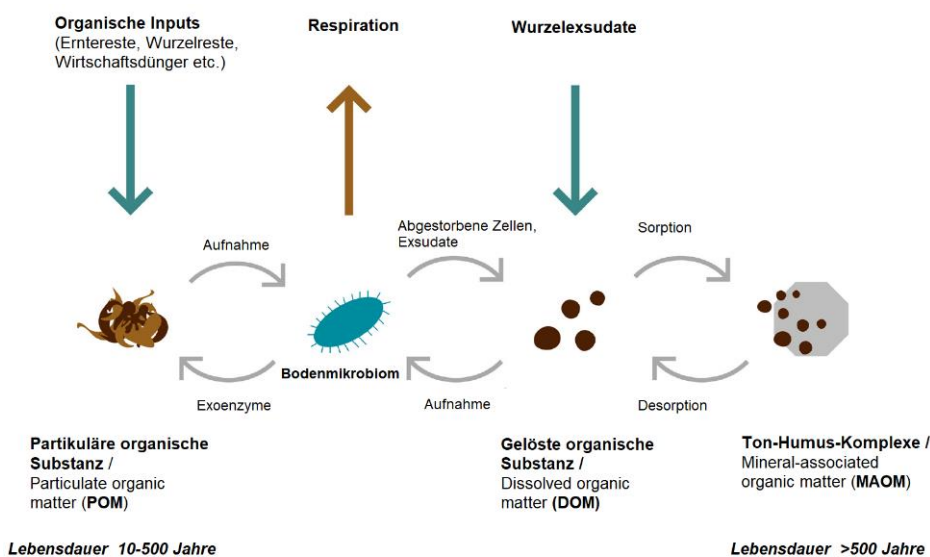 Organische Inputs
(Erntereste, Wurzelreste,
Wirtschaftsdünger etc.)
Respiration
Wurzelexsudate
Aufnahme
Abgestorbene Zellen,
Exsudate
Sorption
Bodenmikrobiom
Exoenzyme
Aufnahme
Desorption
Partikuläre organische
Substanz /
Particulate organic
matter (POM)
Gelöste organische
Substanz /
Dissolved organic
matter (DOM)
Ton-Humus-Komplexe /
Mineral-associated
organic matter (MAOM)
Lebensdauer 10-500 Jahre
Lebensdauer >500 Jahre